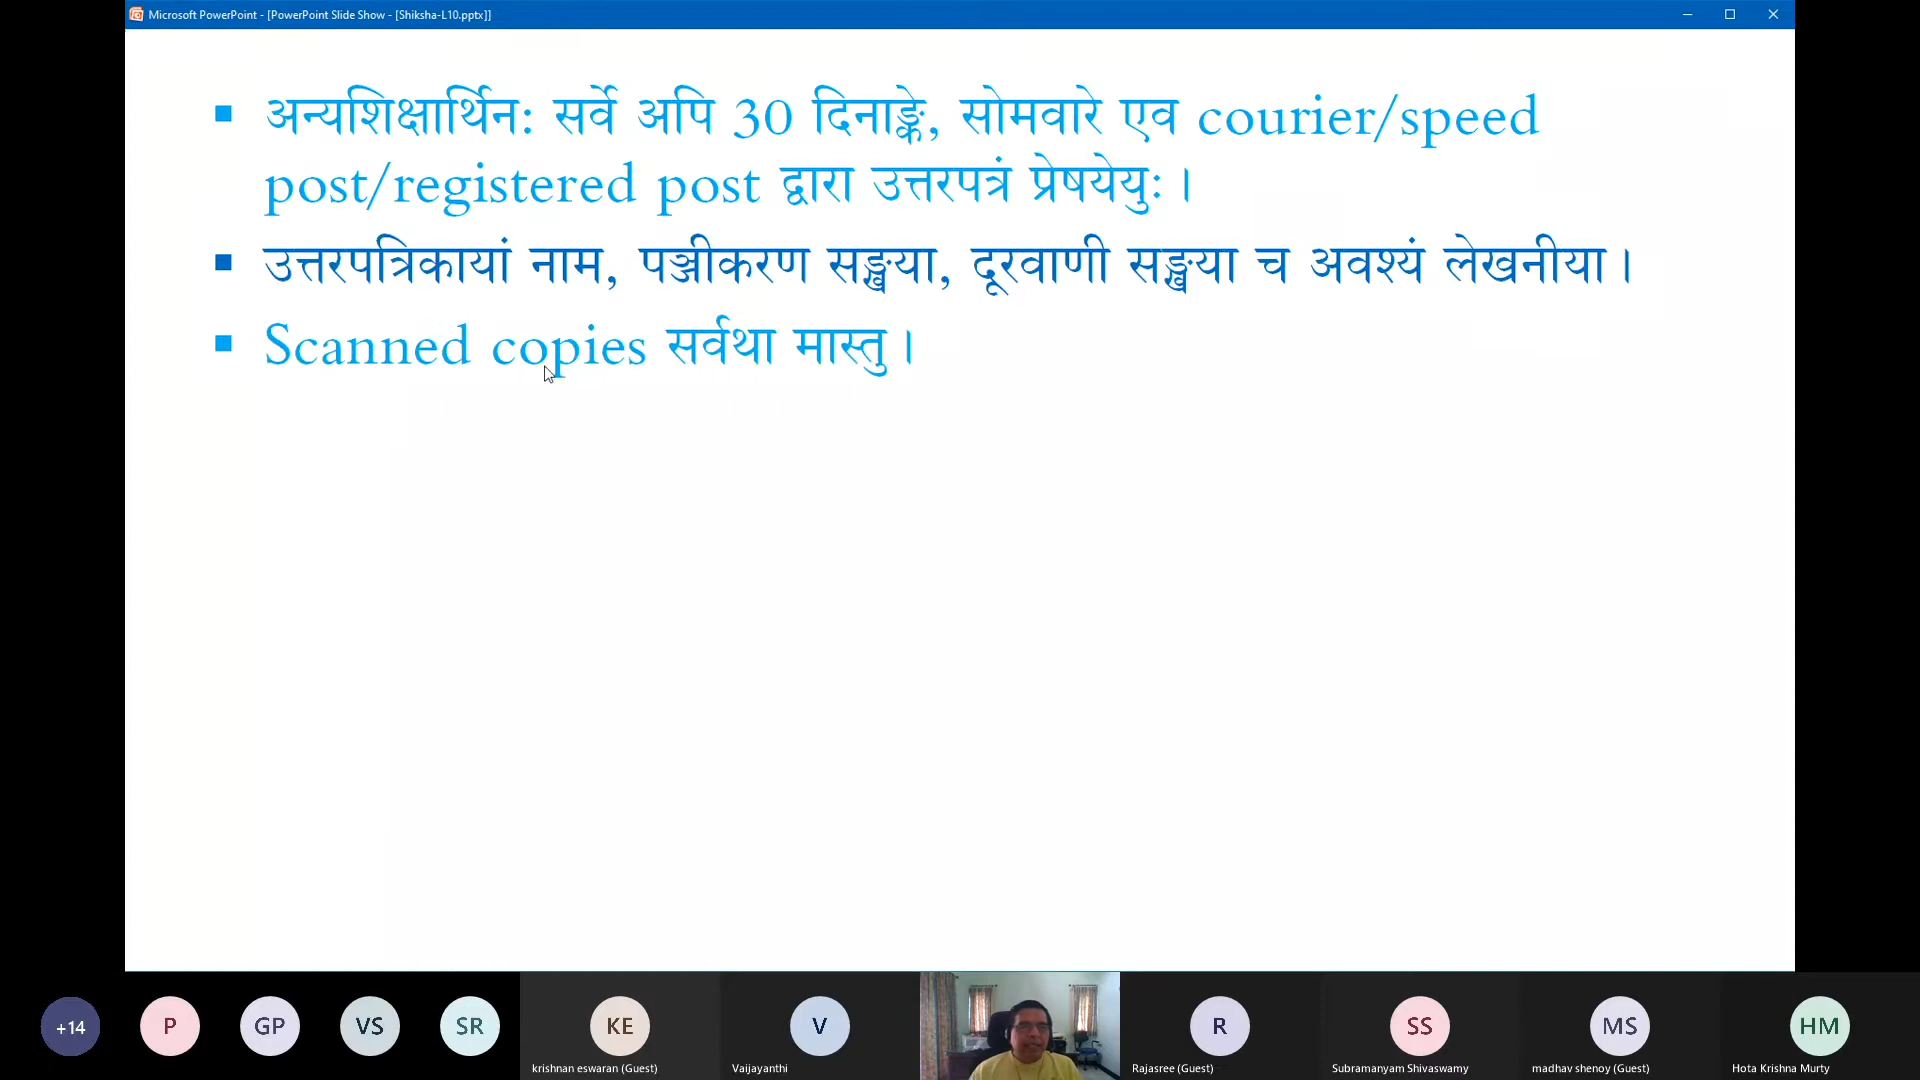 Microsoft PowerPoint - [PowerPoint Slide Show - [Shiksha-L10.pptx]]
▪ अन्यशिक्षार्थिन: सर्वे अपि 30 दिनाङ्के, सोमवारे एव courier/speed
post/registered post द्वारा उत्तरपत्रं प्रेषयेयुः ।
▪ उत्तरपत्रिकायां नाम, पञ्जीकरण सङ्ख्या, दूरवाणी सङ्ख्या च अवश्यं लेखनीया ।
▪ Scanned copies सर्वथा मास्तु ।
+14 P GP VS SR KE V R SS MS HM
krishnan eswaran (Guest) Vaijayanthi Rajasree (Guest) Subramanyam Shivaswamy madhav shenoy (Guest) Hota Krishna Murty